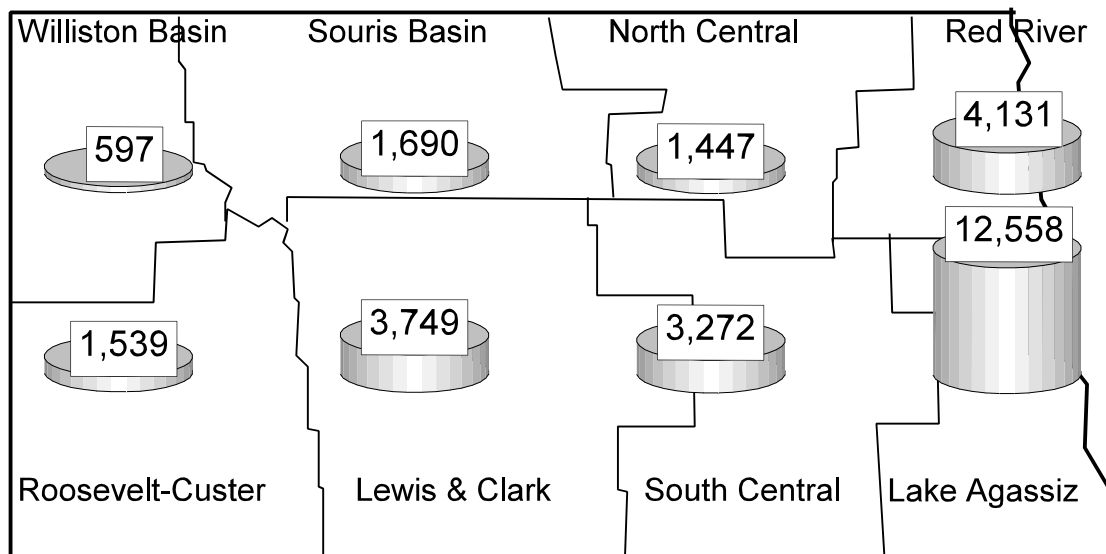 Williston Basin
Souris Basin
North Central
Red River
597
1,690
1,447
4,131
12,558
1,539
3,749
3,272
Roosevelt-Custer
Lewis & Clark
South Central
Lake Agassiz